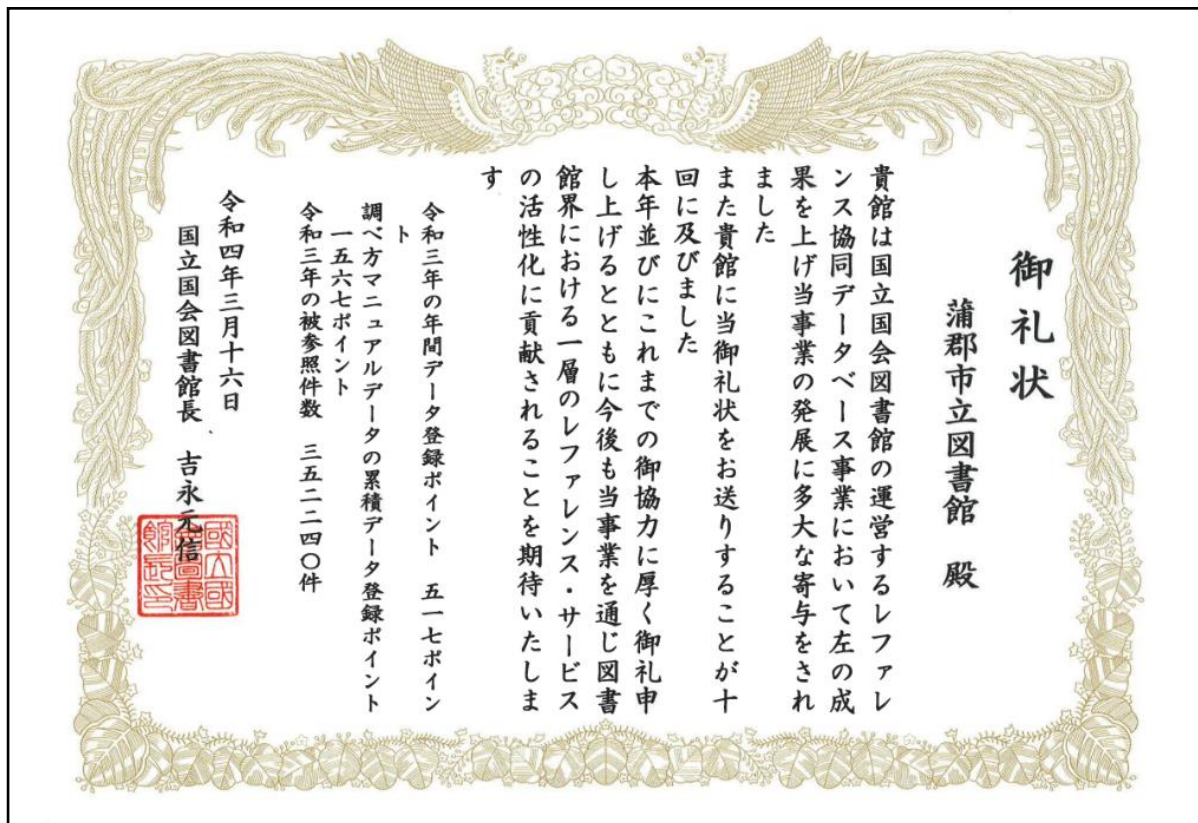 御礼状
蒲郡市立図書館 殿
貴館は国立国会図書館の運営するレファレ
ンス協同データベース事業において左の成
果を上げ当事業の発展に多大な寄与をされ
ました
また貴館に当御礼状をお送りすることが十
回に及びました
本年並びにこれまでの御協力に厚く御礼申
し上げるとともに今後も当事業を通じ図書
館界における一層のレファレンス・サービス
の活性化に貢献されることを期待いたしま
す
令和三年の年間データ登録ポイント 五一七ポイン
ト
調べ方マニュアルデータの累積データ登録ポイント
一五六七ポイント
令和三年の被参照件数 三五二二四〇件
令和四年三月十六日
国立国会図書館長 吉永元信
國立國
會圖書
館長印